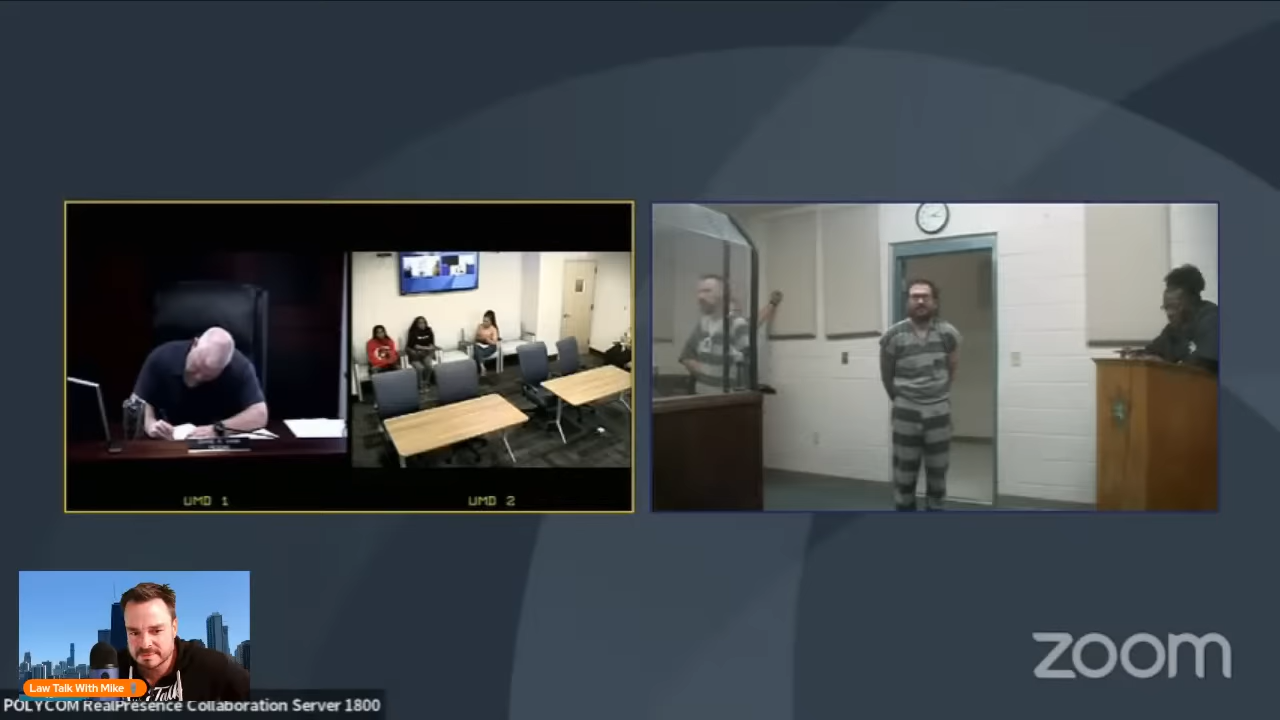 UMD 1
UMD 2
zoom
Law Talk With Mike
POLYCOM RealPresence Collaboration Server 1800